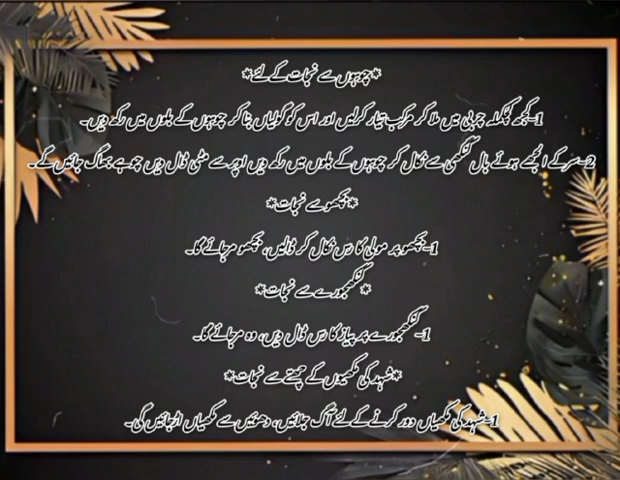 *چوہوں سے نجات کے لئے*
1-کچھ کچلہ چربی میں ملا کر مرکب تیار کرلیں اور اس کو گولیاں بنا کر چوہوں کے بلوں میں رکھ دیں۔
2-سر کے الجھے ہوئے بال کنگھی سے نکال کر چوہوں کے بلوں میں رکھ دیں اوپر سے مٹی ڈال دیں چوہے بھاگ جائیں گے۔
*بچھو سے نجات*
1-بچھو پر مولی کا رس نکال کر ڈالیں، بچھو مرجائے گا۔
*کنکھجورے سے نجات*
1-کنکھجورے پر پیاز کا رس ڈال دیں، وہ مرجائے گا۔
*شہد کی مکھیوں کے چھتے سے نجات*
1-شہد کی مکھیاں دور کرنے کے لئے آگ جلائیں، دھوئیں سے مکھیاں اڑجائیں گی۔